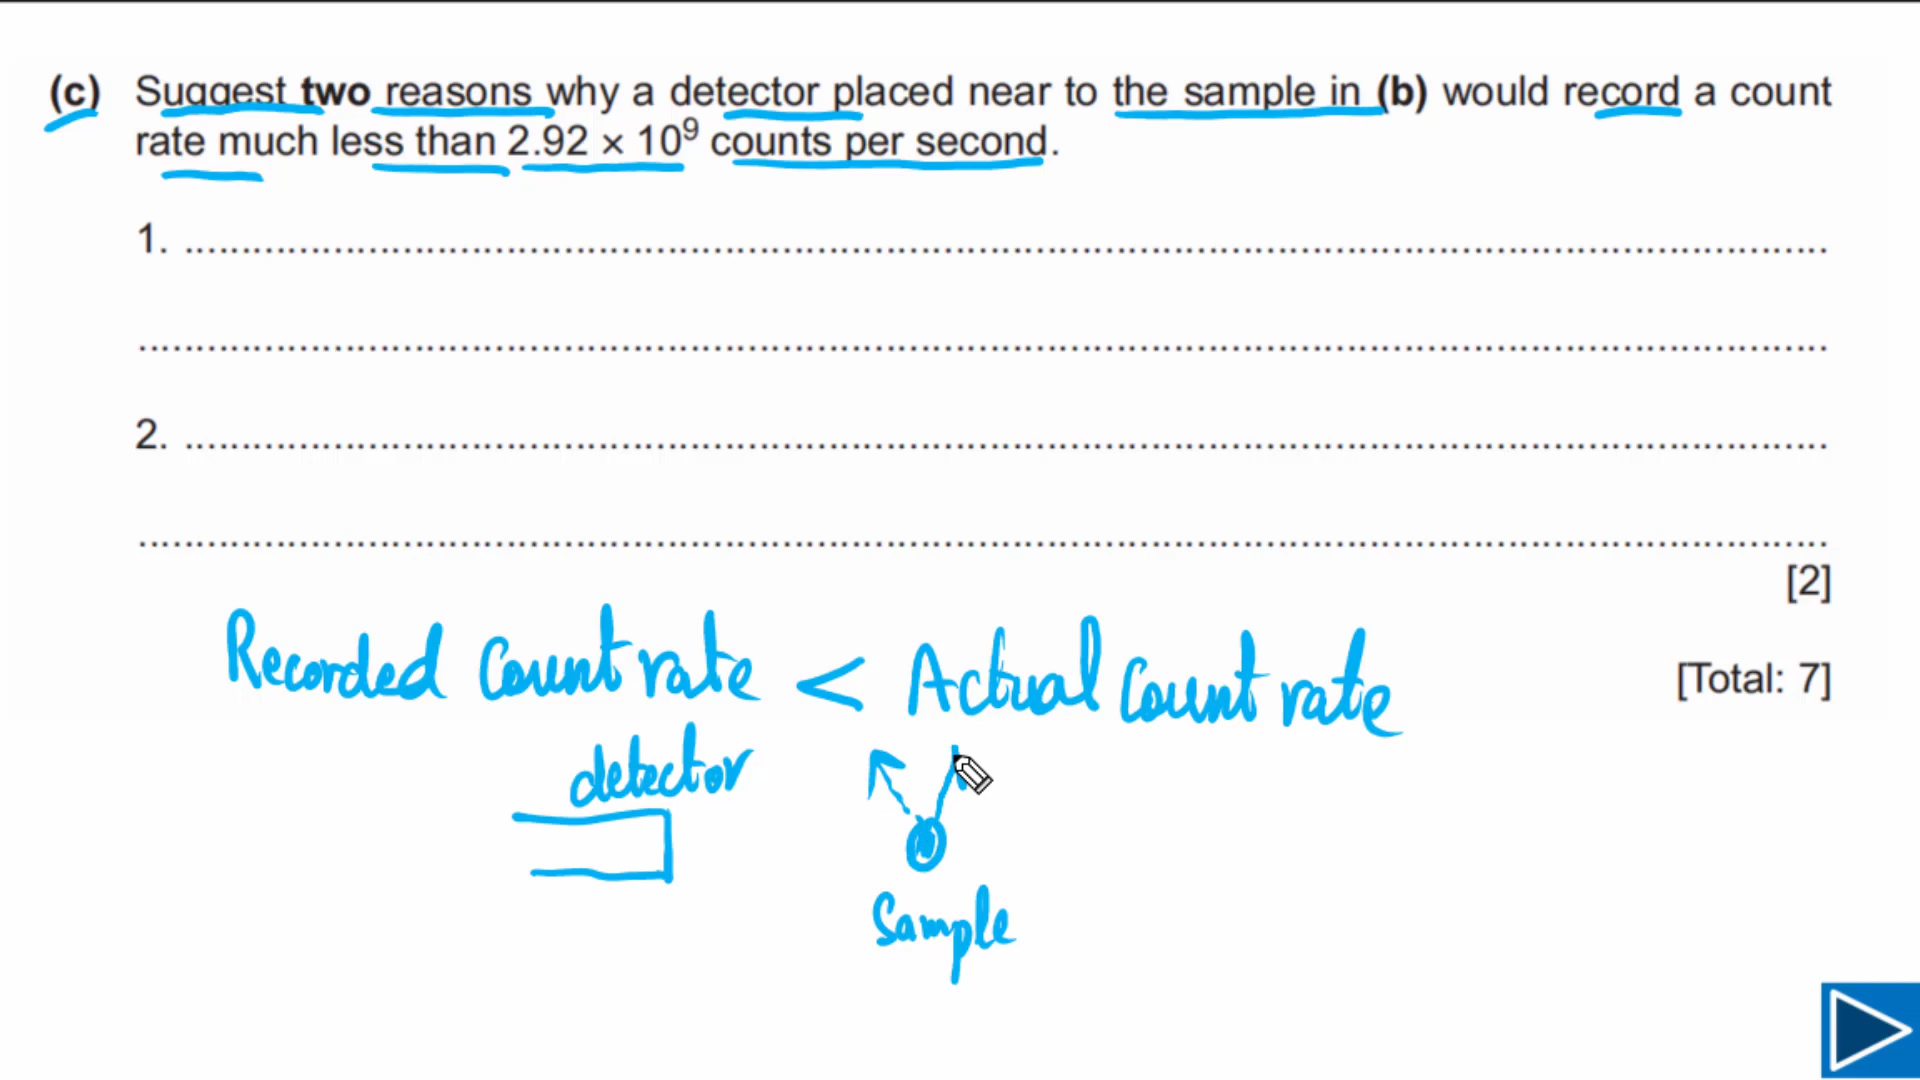 (c) Suggest two reasons why a detector placed near to the sample in (b) would record a count
rate much less than 2.92 × 10⁹ counts per second.
1. ..........
..........
2. ..........
..........
[2]
Recorded count rate < Actual count rate
[Total: 7]
detector
Sample